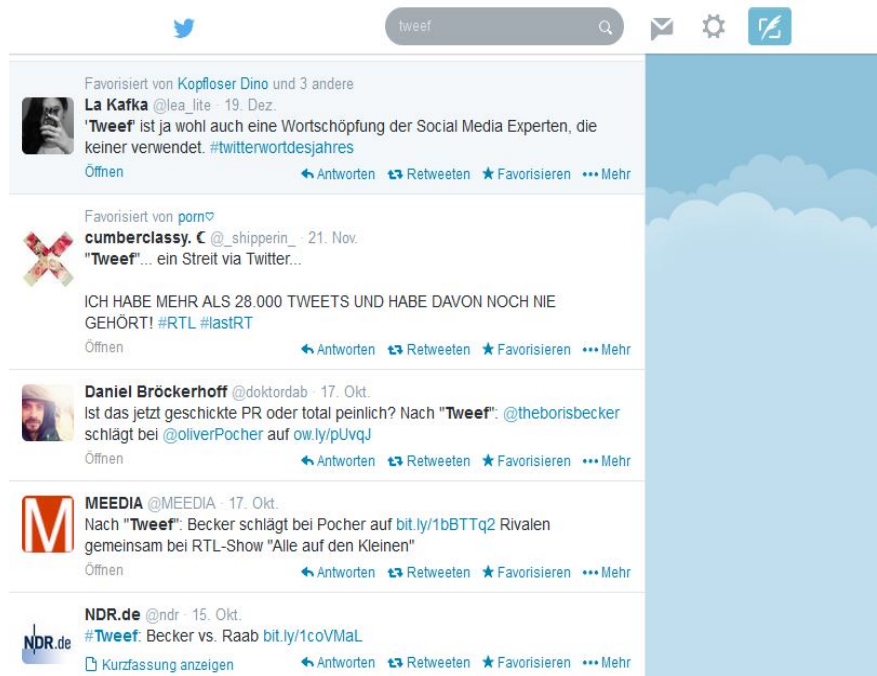 tweef
Favorisiert von Kopfloser Dino und 3 andere
La Kafka @lea_lite · 19. Dez.
'Tweef' ist ja wohl auch eine Wortschöpfung der Social Media Experten, die
keiner verwendet. #twitterwortdesjahres
Öffnen Antworten Retweeten Favorisieren Mehr
Favorisiert von porn♡
cumberclassy. ☾ @_shipperin_ · 21. Nov.
"Tweef"... ein Streit via Twitter...
ICH HABE MEHR ALS 28.000 TWEETS UND HABE DAVON NOCH NIE
GEHÖRT! #RTL #lastRT
Öffnen Antworten Retweeten Favorisieren Mehr
Daniel Bröckerhoff @doktordab · 17. Okt.
Ist das jetzt geschickte PR oder total peinlich? Nach "Tweef": @theborisbecker
schlägt bei @oliverPocher auf ow.ly/pUvqJ
Öffnen Antworten Retweeten Favorisieren Mehr
M
MEEDIA @MEEDIA · 17. Okt.
Nach "Tweef": Becker schlägt bei Pocher auf bit.ly/1bBTTq2 Rivalen
gemeinsam bei RTL-Show "Alle auf den Kleinen"
Öffnen Antworten Retweeten Favorisieren Mehr
NDR.de
NDR.de @ndr · 15. Okt.
#Tweef: Becker vs. Raab bit.ly/1coVMaL
Kurzfassung anzeigen Antworten Retweeten Favorisieren Mehr